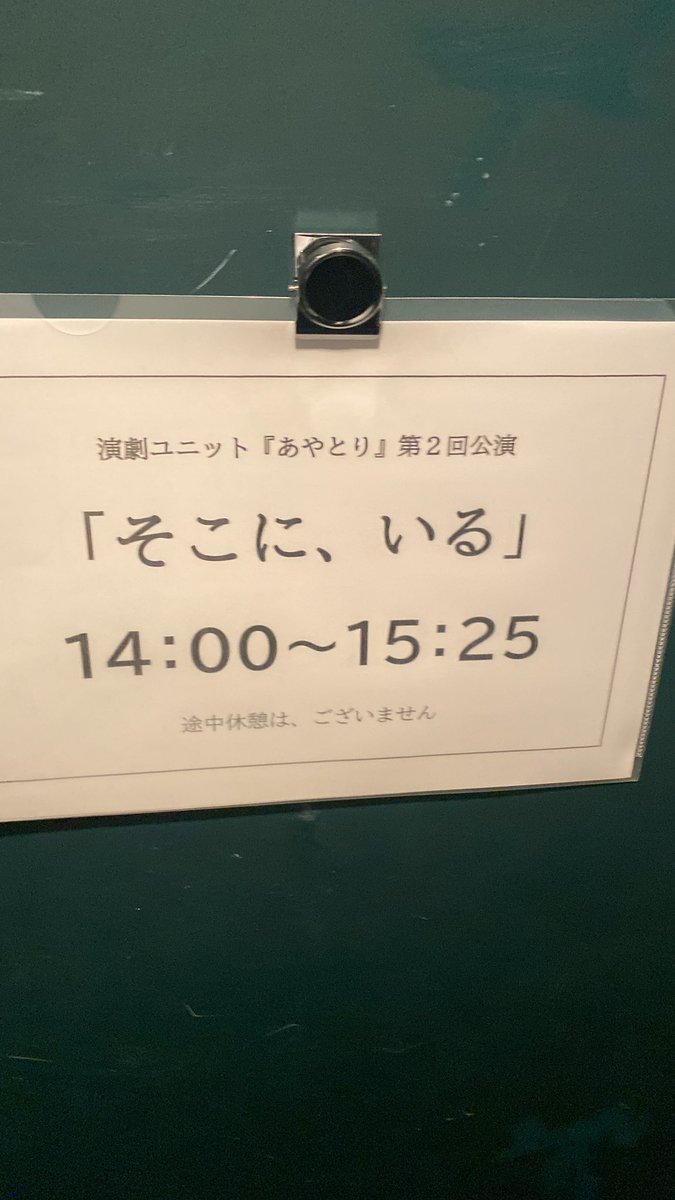 演劇ユニット『あやとり』第２回公演
「そこに、いる」
14:00～15:25
途中休憩は、ございません